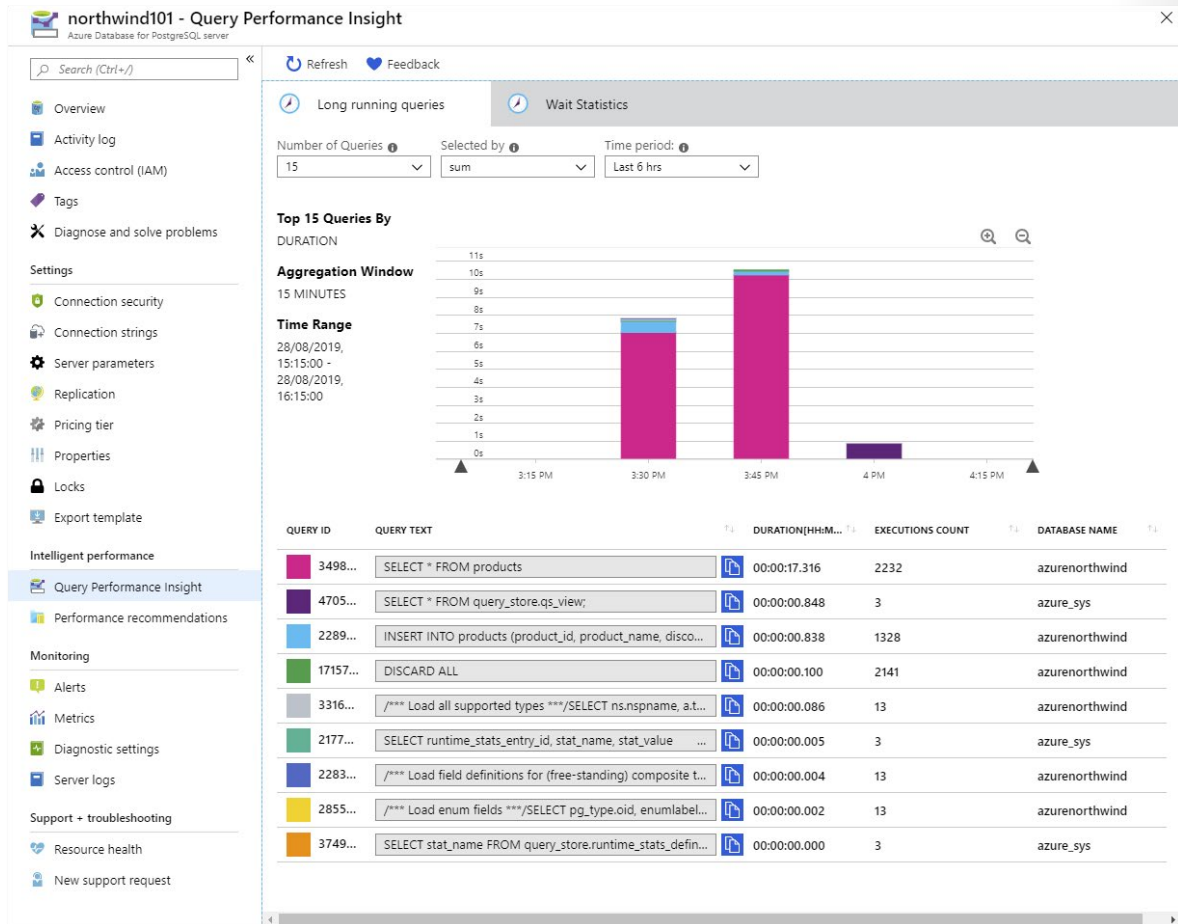 northwind101 - Query Performance Insight
Azure Database for PostgreSQL server
Search (Ctrl+/)
«
Overview
Activity log
Access control (IAM)
Tags
Diagnose and solve problems
Settings
Connection security
Connection strings
Server parameters
Replication
Pricing tier
Properties
Locks
Export template
Intelligent performance
Query Performance Insight
Performance recommendations
Monitoring
Alerts
Metrics
Diagnostic settings
Server logs
Support + troubleshooting
Resource health
New support request
Refresh Feedback
Long running queries Wait Statistics
Number of Queries Selected by Time period:
15 sum Last 6 hrs
Top 15 Queries By
DURATION
Aggregation Window
15 MINUTES
Time Range
28/08/2019,
15:15:00 -
28/08/2019,
16:15:00
11s
10s
9s
8s
7s
6s
5s
4s
3s
2s
1s
0s
3:15 PM 3:30 PM 3:45 PM 4 PM 4:15 PM
QUERY ID QUERY TEXT DURATION[HH:M... EXECUTIONS COUNT DATABASE NAME
3498... SELECT * FROM products 00:00:17.316 2232 azurenorthwind
4705... SELECT * FROM query_store.qs_view; 00:00:00.848 3 azure_sys
2289... INSERT INTO products (product_id, product_name, disco... 00:00:00.838 1328 azurenorthwind
17157... DISCARD ALL 00:00:00.100 2141 azurenorthwind
3316... /*** Load all supported types ***/SELECT ns.nspname, a.t... 00:00:00.086 13 azurenorthwind
2177... SELECT runtime_stats_entry_id, stat_name, stat_value ... 00:00:00.005 3 azure_sys
2283... /*** Load field definitions for (free-standing) composite t... 00:00:00.004 13 azurenorthwind
2855... /*** Load enum fields ***/SELECT pg_type.oid, enumlabel... 00:00:00.002 13 azurenorthwind
3749... SELECT stat_name FROM query_store.runtime_stats_defin... 00:00:00.000 3 azure_sys